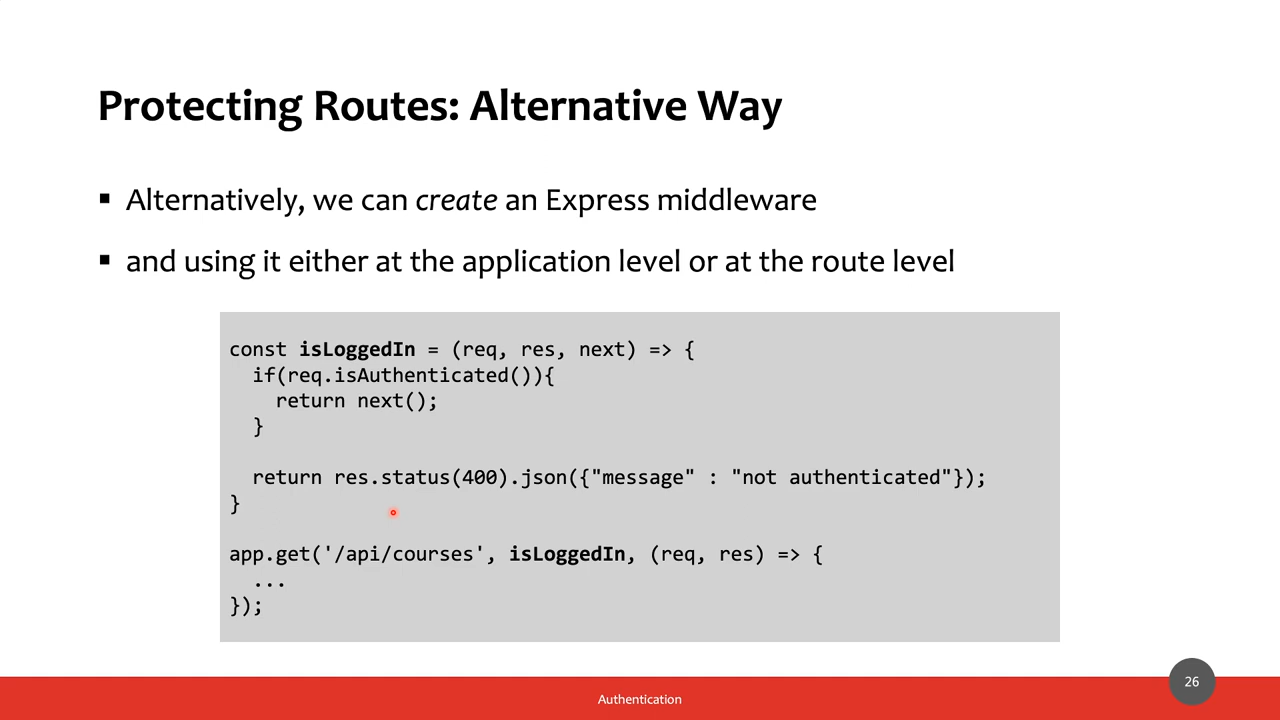 Protecting Routes: Alternative Way
▪ Alternatively, we can create an Express middleware
▪ and using it either at the application level or at the route level
const isLoggedIn = (req, res, next) => {
  if(req.isAuthenticated()){
    return next();
  }
  return res.status(400).json({"message" : "not authenticated"});
}
app.get('/api/courses', isLoggedIn, (req, res) => {
  ...
});
Authentication
26